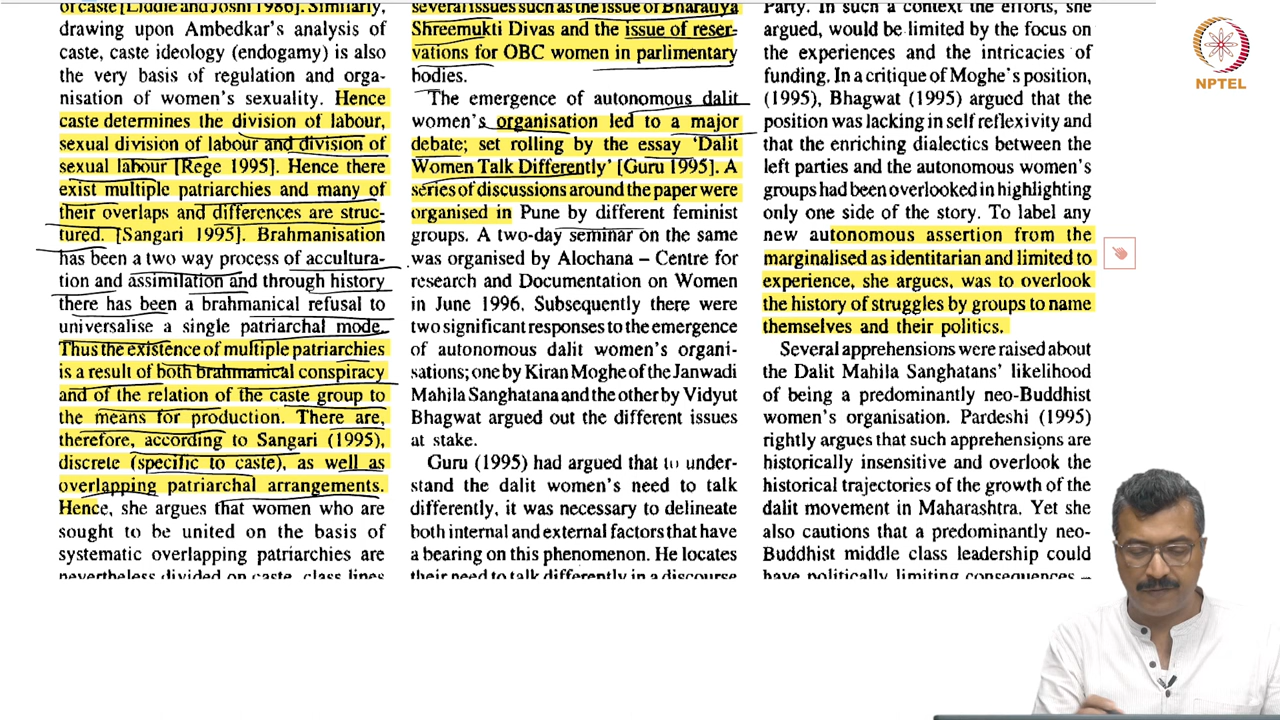 of caste [Liddle and Joshi 1986]. Similarly,
drawing upon Ambedkar's analysis of
caste, caste ideology (endogamy) is also
the very basis of regulation and orga-
nisation of women's sexuality. Hence
caste determines the division of labour,
sexual division of labour and division of
sexual labour [Rege 1995]. Hence there
exist multiple patriarchies and many of
their overlaps and differences are struc-
tured. [Sangari 1995]. Brahmanisation
has been a two way process of accultura-
tion and assimilation and through history
there has been a brahmanical refusal to
universalise a single patriarchal mode.
Thus the existence of multiple patriarchies
is a result of both brahmanical conspiracy
and of the relation of the caste group to
the means for production. There are,
therefore, according to Sangari (1995),
discrete (specific to caste), as well as
overlapping patriarchal arrangements.
Hence, she argues that women who are
sought to be united on the basis of
systematic overlapping patriarchies are
nevertheless divided on caste, class lines
several issues such as the issue of Bharatiya
Shreemukti Divas and the issue of reser-
vations for OBC women in parlimentary
bodies.
The emergence of autonomous dalit
women's organisation led to a major
debate; set rolling by the essay 'Dalit
Women Talk Differently' [Guru 1995]. A
series of discussions around the paper were
organised in Pune by different feminist
groups. A two-day seminar on the same
was organised by Alochana – Centre for
research and Documentation on Women
in June 1996. Subsequently there were
two significant responses to the emergence
of autonomous dalit women's organi-
sations; one by Kiran Moghe of the Janwadi
Mahila Sanghatana and the other by Vidyut
Bhagwat argued out the different issues
at stake.
Guru (1995) had argued that to under-
stand the dalit women's need to talk
differently, it was necessary to delineate
both internal and external factors that have
a bearing on this phenomenon. He locates
their need to talk differently in a discourse
Party. In such a context the efforts, she
argued, would be limited by the focus on
the experiences and the intricacies of
funding. In a critique of Moghe's position,
(1995), Bhagwat (1995) argued that the
position was lacking in self reflexivity and
that the enriching dialectics between the
left parties and the autonomous women's
groups had been overlooked in highlighting
only one side of the story. To label any
new autonomous assertion from the
marginalised as identitarian and limited to
experience, she argues, was to overlook
the history of struggles by groups to name
themselves and their politics.
Several apprehensions were raised about
the Dalit Mahila Sanghatans' likelihood
of being a predominantly neo-Buddhist
women's organisation. Pardeshi (1995)
rightly argues that such apprehensions are
historically insensitive and overlook the
historical trajectories of the growth of the
dalit movement in Maharashtra. Yet she
also cautions that a predominantly neo-
Buddhist middle class leadership could
have politically limiting consequences –
NPTEL